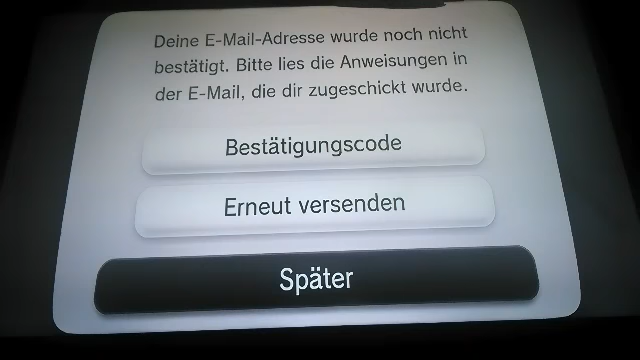 Deine E-Mail-Adresse wurde noch nicht
bestätigt. Bitte lies die Anweisungen in
der E-Mail, die dir zugeschickt wurde.
Bestätigungscode
Erneut versenden
Später